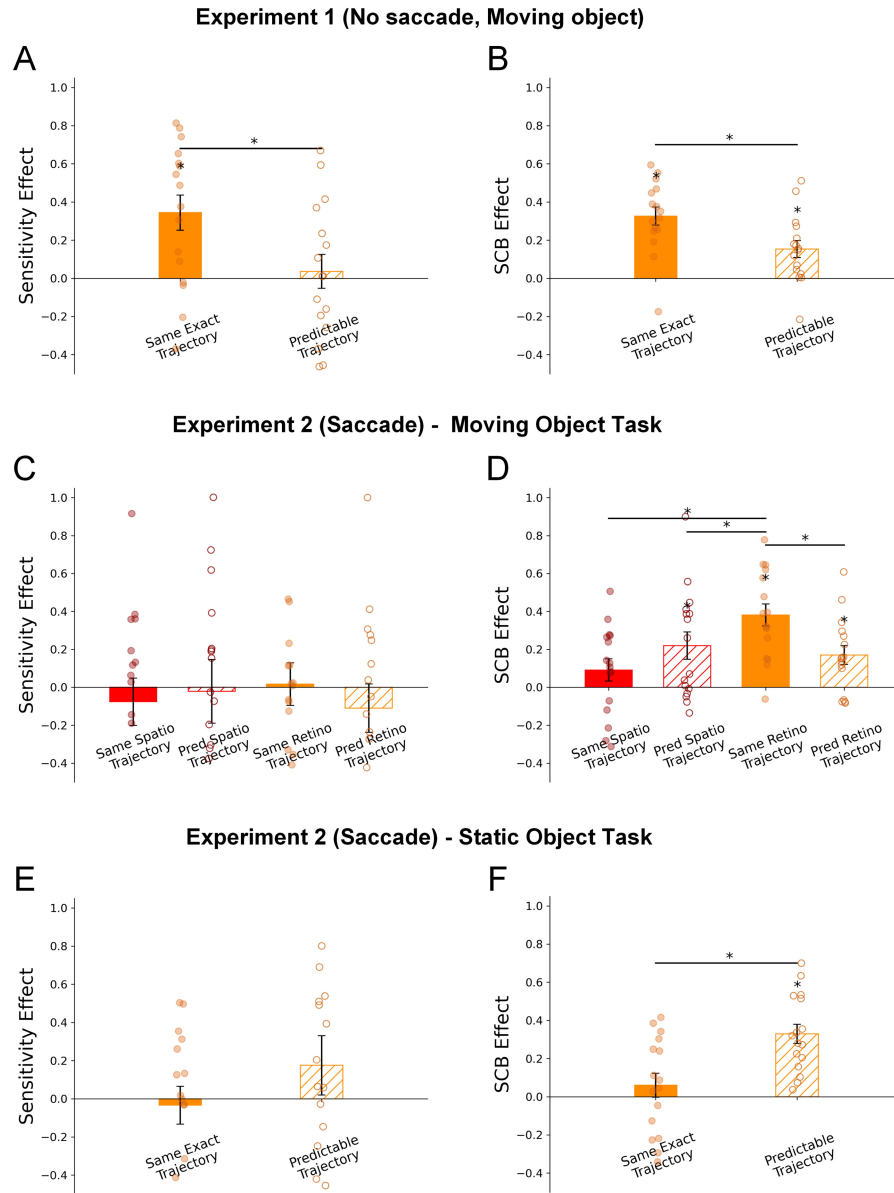 Experiment 1 (No saccade, Moving object)
A
B
1.0
0.8
0.6
0.4
0.2
0.0
−0.2
−0.4
Sensitivity Effect
*
*
Same Exact
Trajectory
Predictable
Trajectory
1.0
0.8
0.6
0.4
0.2
0.0
−0.2
−0.4
SCB Effect
*
*
*
Same Exact
Trajectory
Predictable
Trajectory
Experiment 2 (Saccade) - Moving Object Task
C
D
1.0
0.8
0.6
0.4
0.2
0.0
−0.2
−0.4
Sensitivity Effect
Same Spatio
Trajectory
Pred Spatio
Trajectory
Same Retino
Trajectory
Pred Retino
Trajectory
1.0
0.8
0.6
0.4
0.2
0.0
−0.2
−0.4
SCB Effect
*
*
*
*
*
*
Same Spatio
Trajectory
Pred Spatio
Trajectory
Same Retino
Trajectory
Pred Retino
Trajectory
Experiment 2 (Saccade) - Static Object Task
E
F
1.0
0.8
0.6
0.4
0.2
0.0
−0.2
−0.4
Sensitivity Effect
Same Exact
Trajectory
Predictable
Trajectory
1.0
0.8
0.6
0.4
0.2
0.0
−0.2
−0.4
SCB Effect
*
*
Same Exact
Trajectory
Predictable
Trajectory